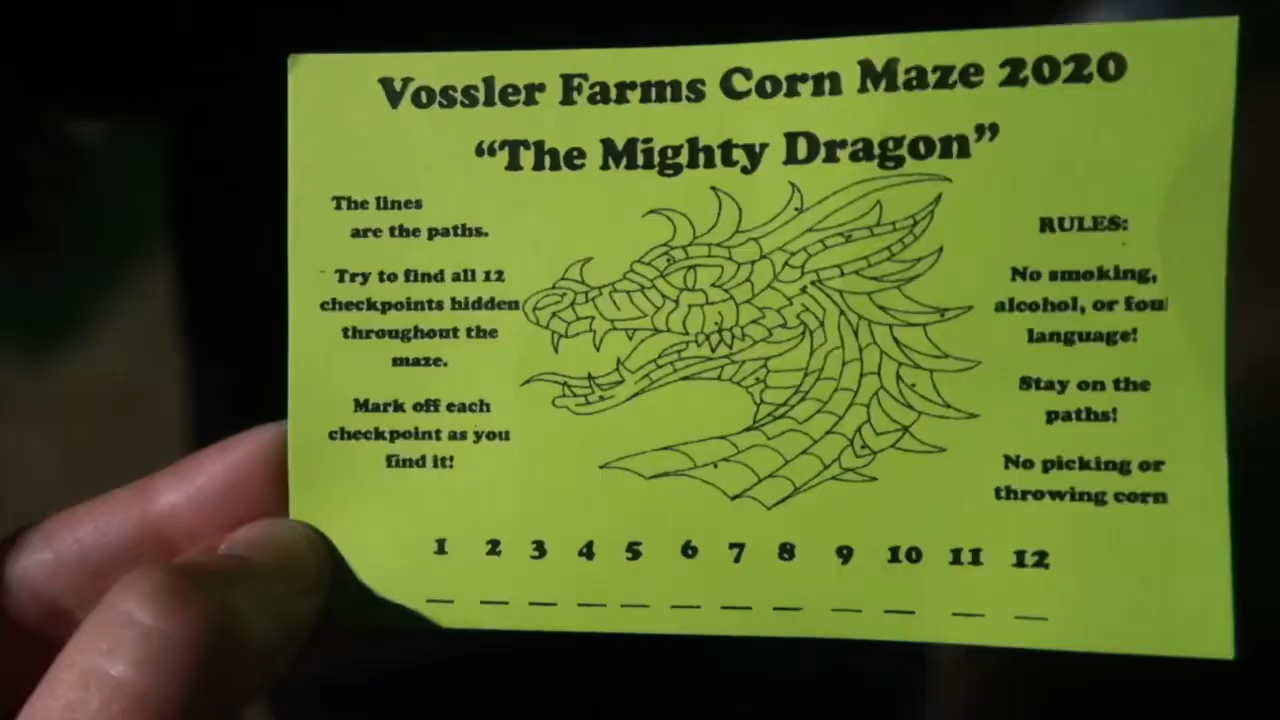 Vossler Farms Corn Maze 2020
“The Mighty Dragon”
The lines
are the paths.
Try to find all 12
checkpoints hidden
throughout the
maze.
Mark off each
checkpoint as you
find it!
RULES:
No smoking,
alcohol, or foul
language!
Stay on the
paths!
No picking or
throwing corn
1 2 3 4 5 6 7 8 9 10 11 12